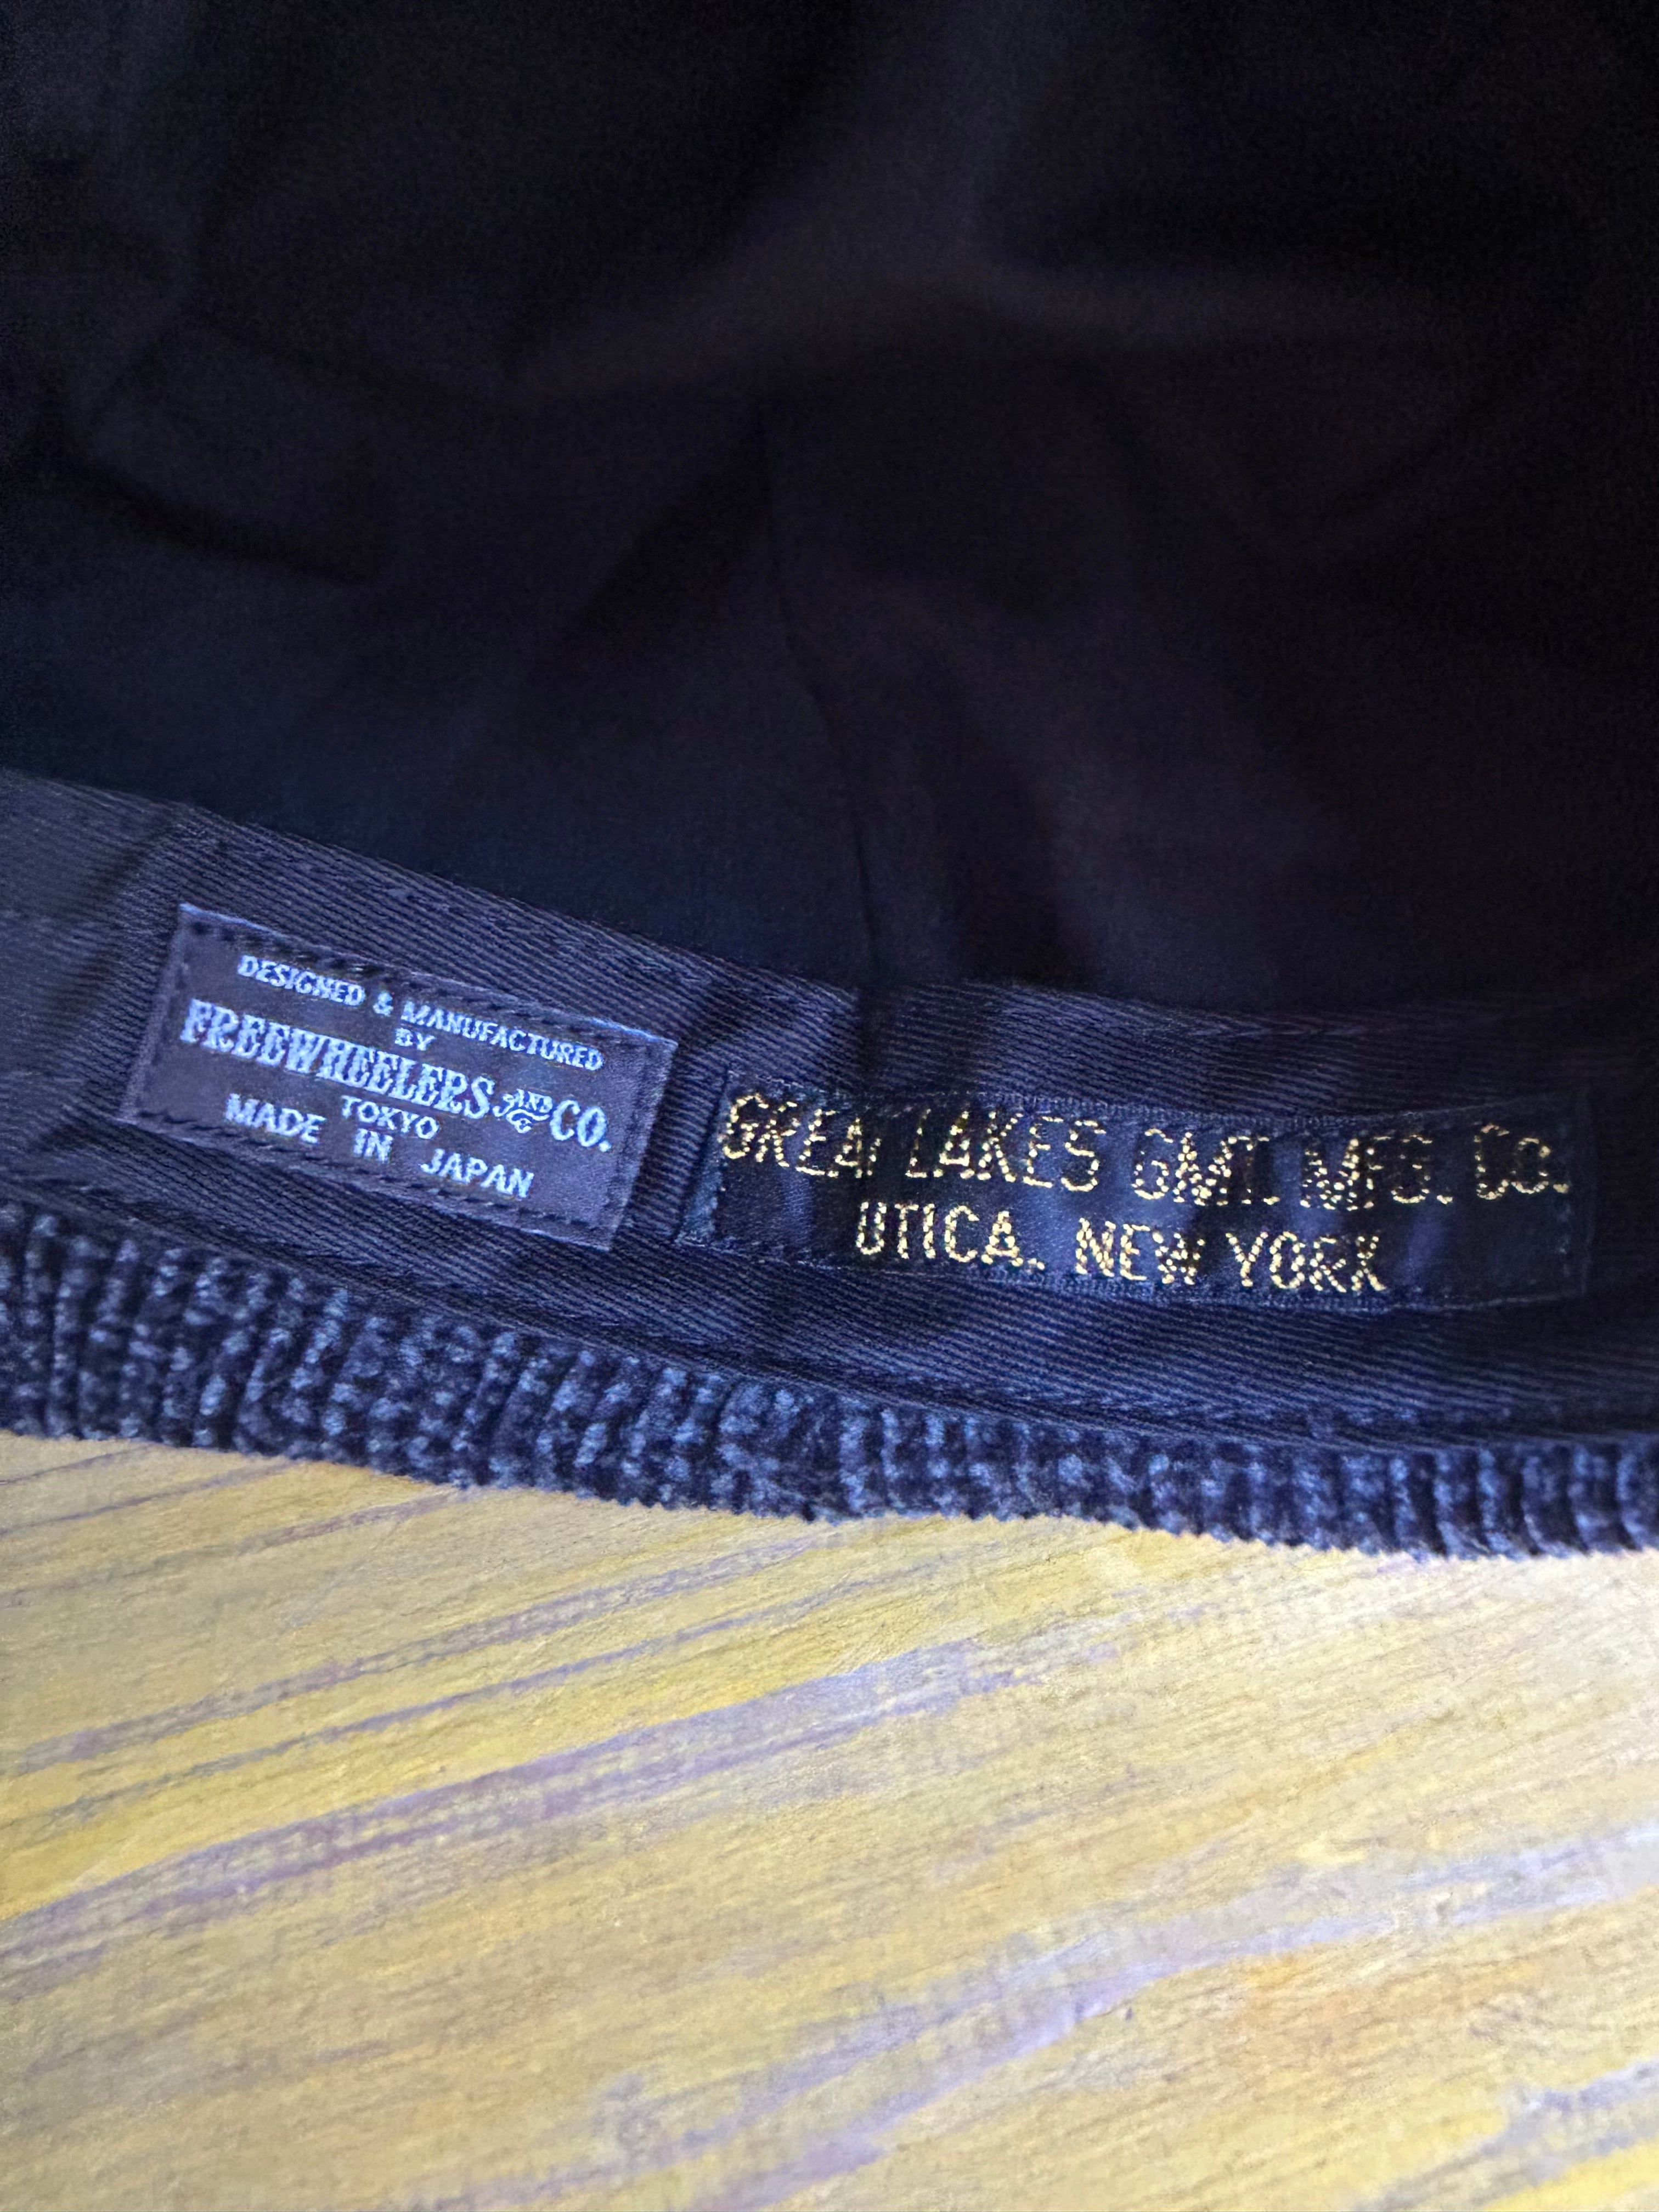 DESIGNED & MANUFACTURED
BY
FREEWHEELERS AND CO.
TOKYO
MADE IN JAPAN
GREAT LAKES GMT. MFG. CO.
UTICA. NEW YORK